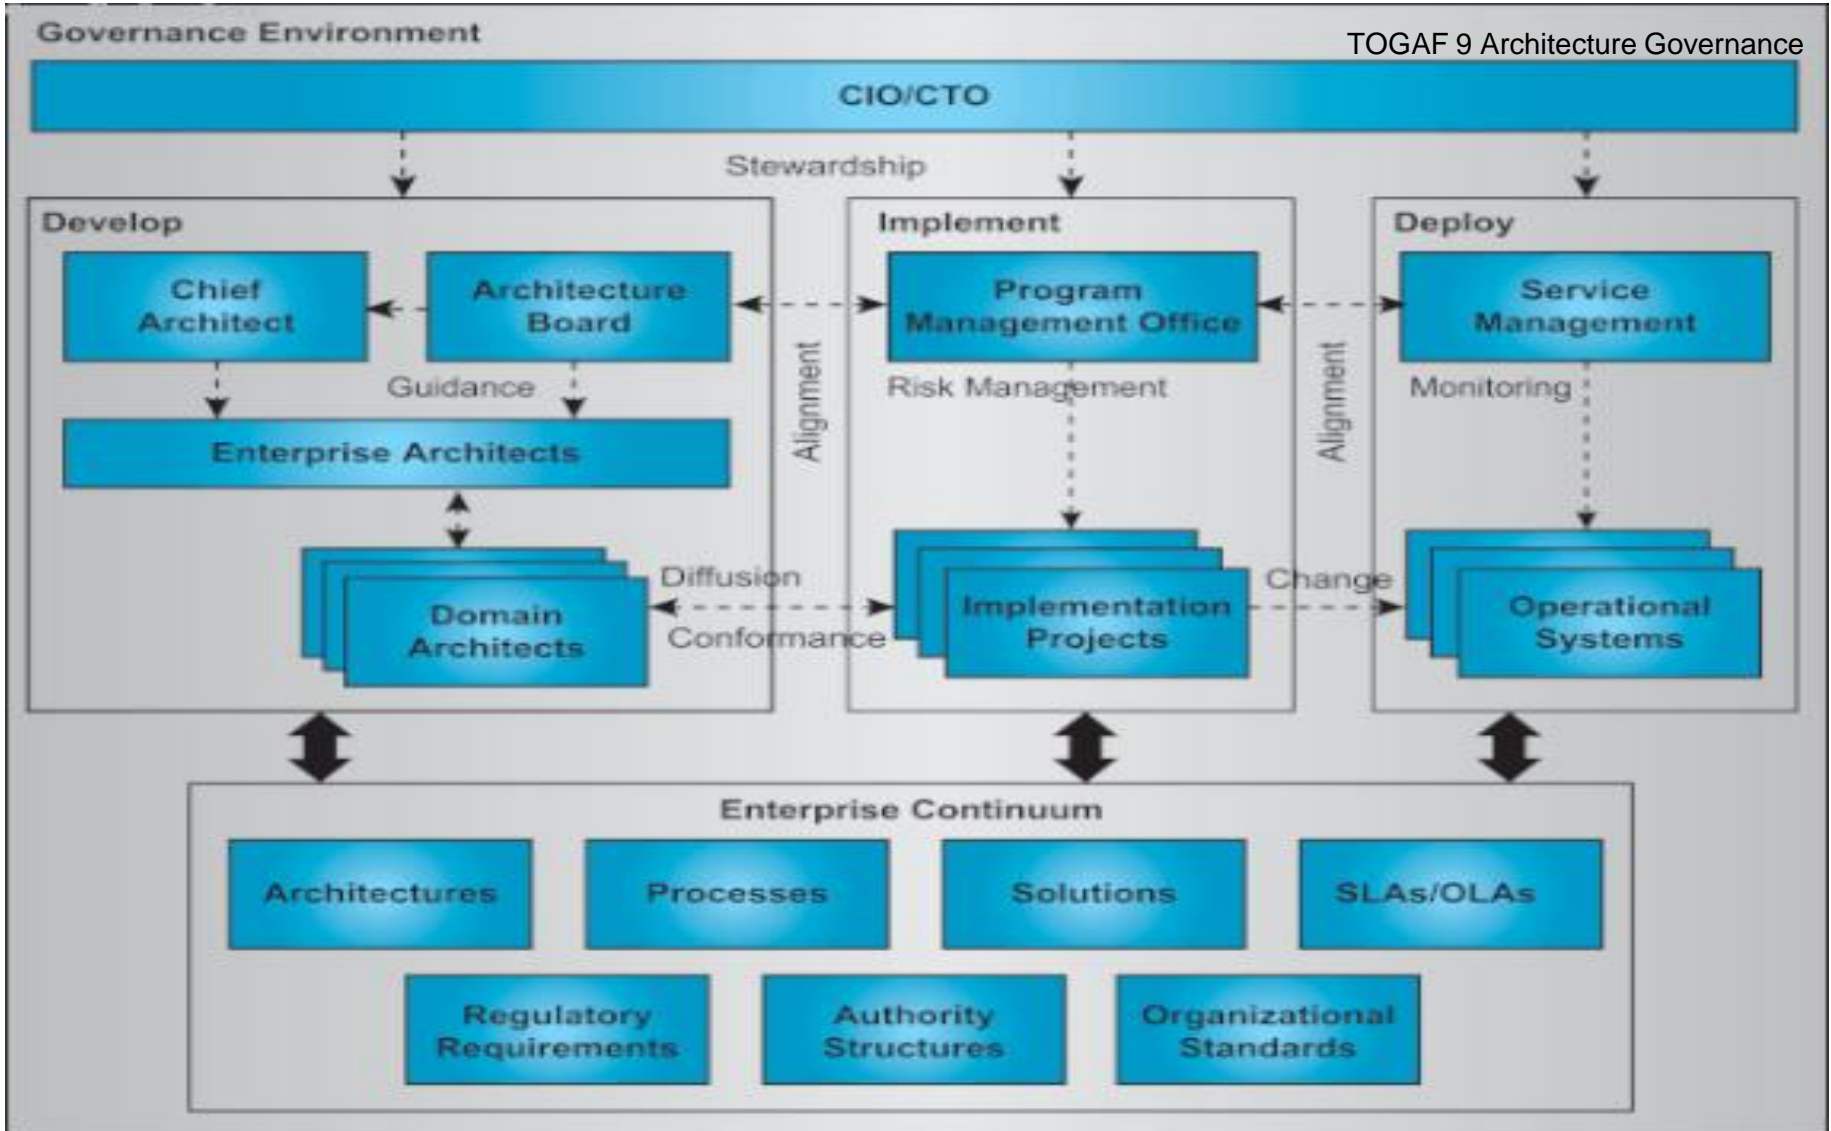 Governance Environment
TOGAF 9 Architecture Governance
CIO/CTO
Stewardship
Develop
Chief
Architect
Architecture
Board
Guidance
Enterprise Architects
Domain
Architects
Alignment
Diffusion
Conformance
Implement
Program
Management Office
Risk Management
Implementation
Projects
Alignment
Change
Deploy
Service
Management
Monitoring
Operational
Systems
Enterprise Continuum
Architectures
Processes
Solutions
SLAs/OLAs
Regulatory
Requirements
Authority
Structures
Organizational
Standards